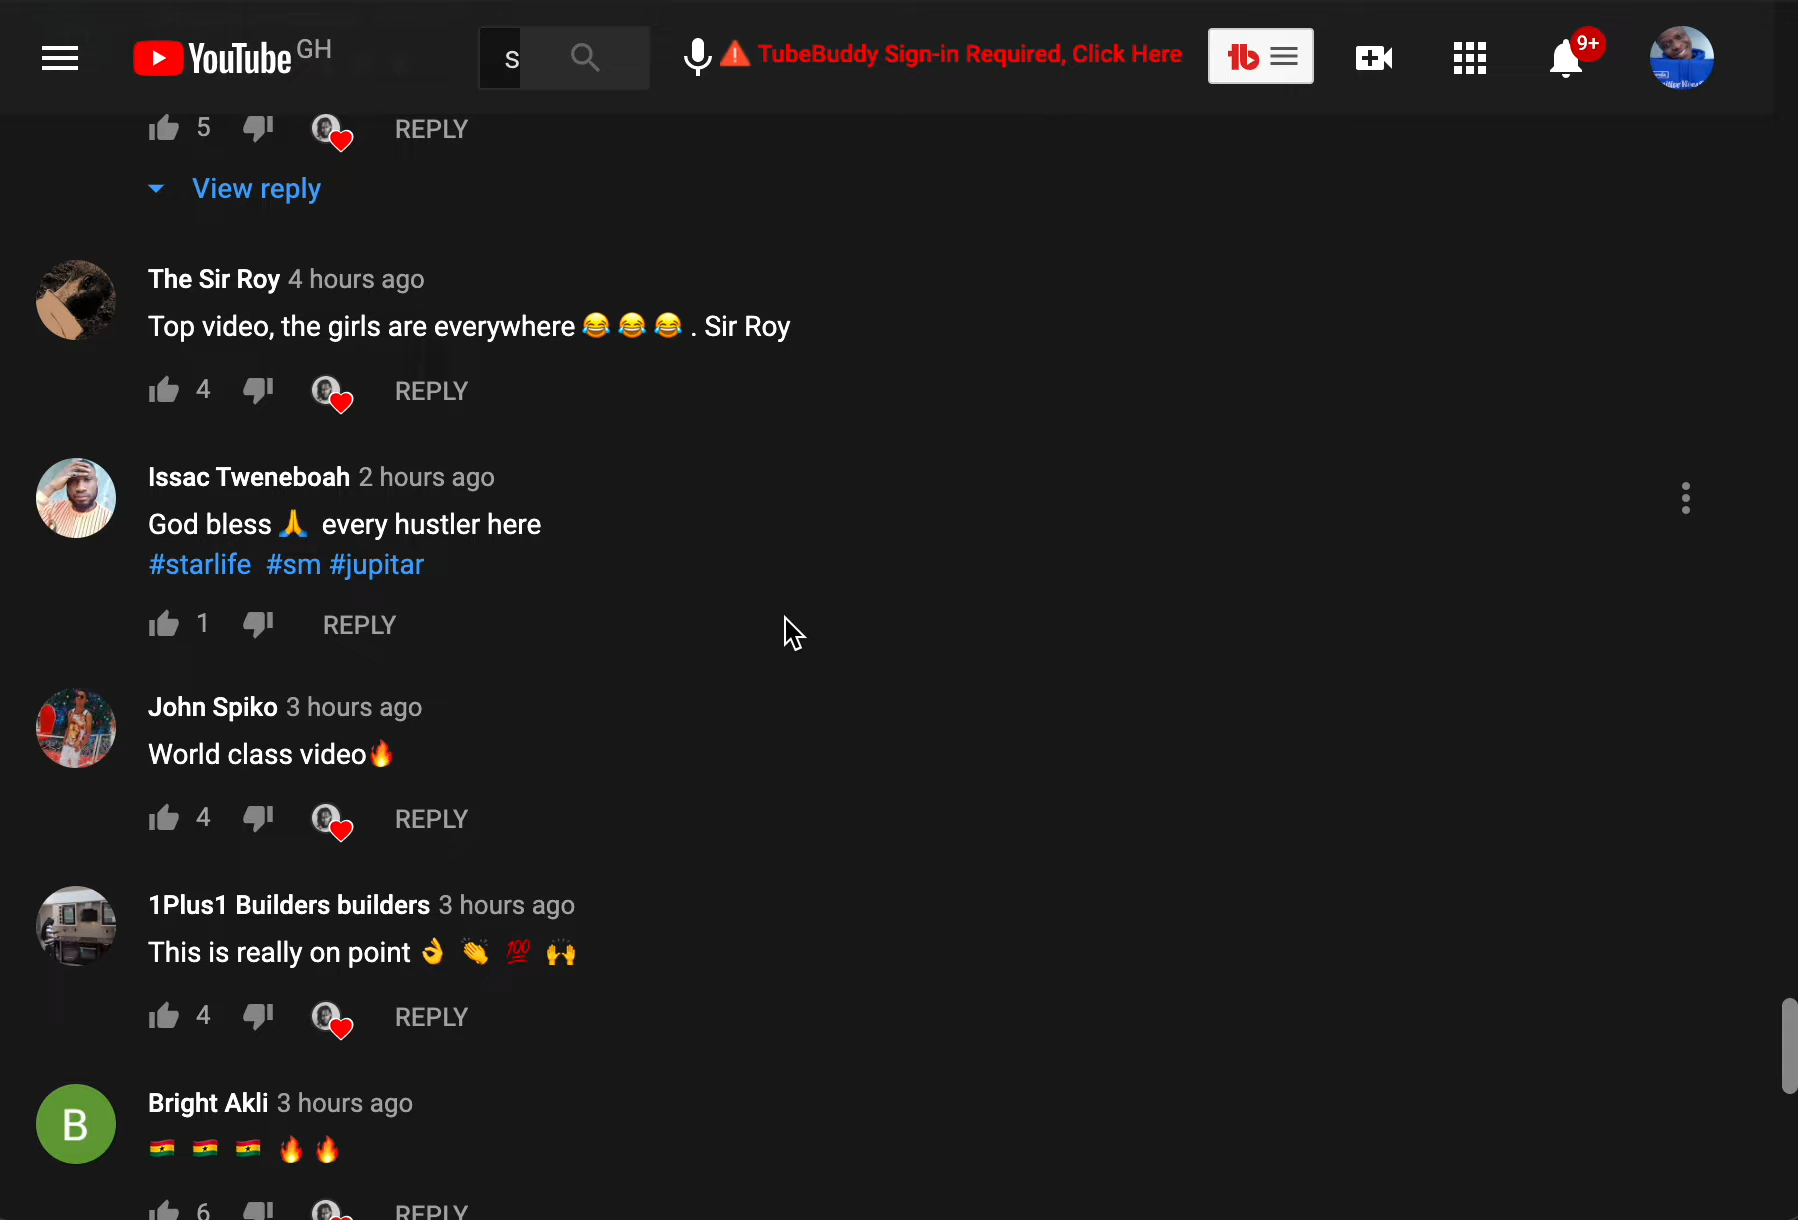 YouTube GH
s
TubeBuddy Sign-in Required, Click Here
tb
9+
5 REPLY
View reply
The Sir Roy 4 hours ago
Top video, the girls are everywhere 😂 😂 😂 . Sir Roy
4 REPLY
Issac Tweneboah 2 hours ago
God bless 🙏 every hustler here
#starlife #sm #jupitar
1 REPLY
John Spiko 3 hours ago
World class video🔥
4 REPLY
1Plus1 Builders builders 3 hours ago
This is really on point 👌 👏 💯 🙌
4 REPLY
B
Bright Akli 3 hours ago
🇬🇭 🇬🇭 🇬🇭 🔥 🔥
6 REPLY